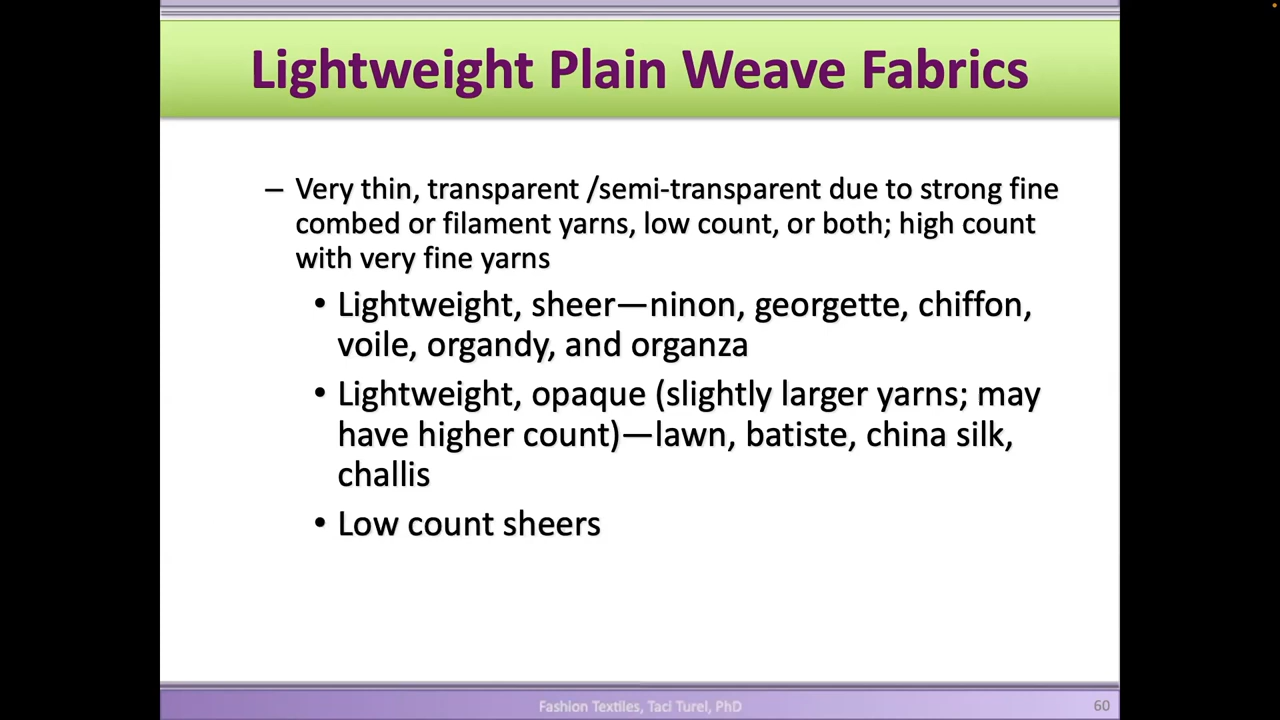 Lightweight Plain Weave Fabrics
– Very thin, transparent /semi-transparent due to strong fine
combed or filament yarns, low count, or both; high count
with very fine yarns
• Lightweight, sheer—ninon, georgette, chiffon,
voile, organdy, and organza
• Lightweight, opaque (slightly larger yarns; may
have higher count)—lawn, batiste, china silk,
challis
• Low count sheers
Fashion Textiles, Taci Turel, PhD
60